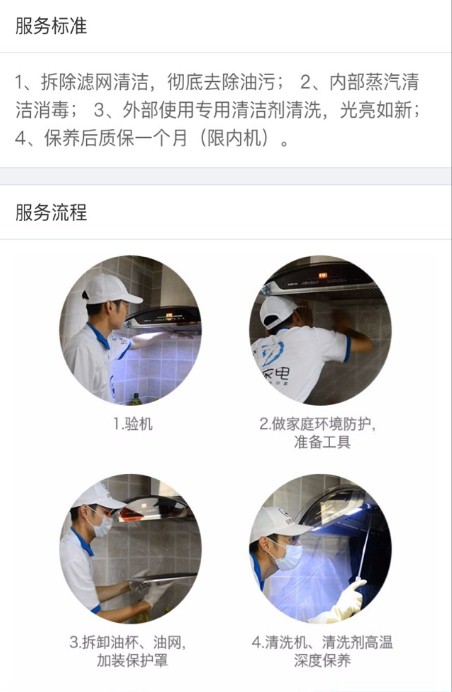 服务标准
1、拆除滤网清洁，彻底去除油污； 2、内部蒸汽清
洁消毒； 3、外部使用专用清洁剂清洗，光亮如新；
4、保养后质保一个月（限内机）。
服务流程
1.验机
2.做家庭环境防护，
准备工具
3.拆卸油杯、油网，
加装保护罩
4.清洗机、清洗剂高温
深度保养